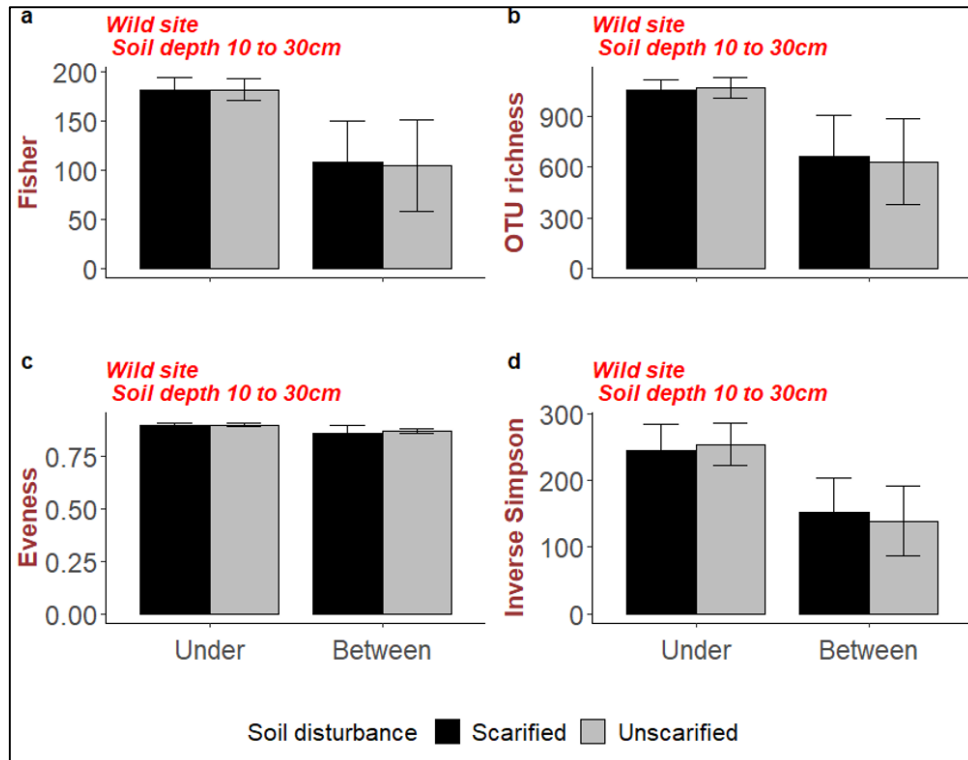 a
Wild site
Soil depth 10 to 30cm
200
150
100
50
0
Fisher
b
Wild site
Soil depth 10 to 30cm
900
600
300
0
OTU richness
c
Wild site
Soil depth 10 to 30cm
0.75
0.50
0.25
0.00
Eveness
Under Between
d
Wild site
Soil depth 10 to 30cm
300
200
100
0
Inverse Simpson
Under Between
Soil disturbance Scarified Unscarified